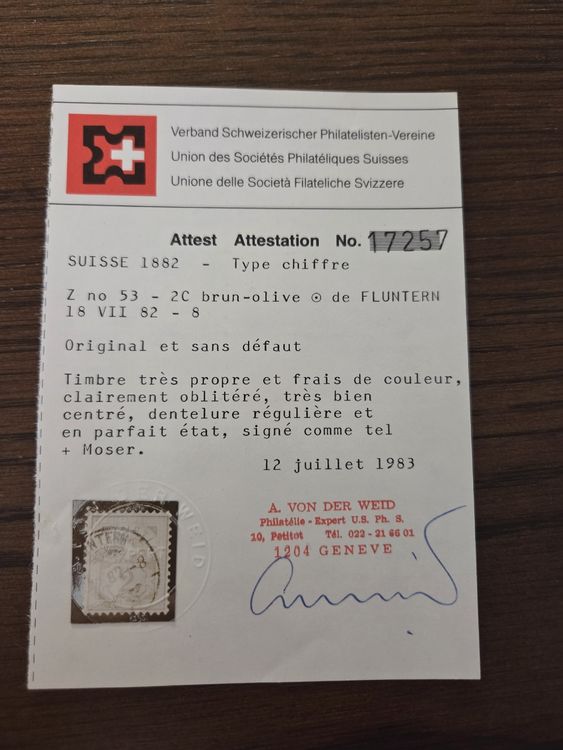 Verband Schweizerischer Philatelisten-Vereine
Union des Sociétés Philatéliques Suisses
Unione delle Società Filateliche Svizzere
Attest Attestation No. 17257
SUISSE 1882 - Type chiffre
Z no 53 - 2C brun-olive ⊙ de FLUNTERN
18 VII 82 - 8
Original et sans défaut
Timbre très propre et frais de couleur,
clairement oblitéré, très bien
centré, dentelure régulière et
en parfait état, signé comme tel
+ Moser.
12 juillet 1983
A. VON DER WEID
Philatélie - Expert U.S. Ph. S.
10, Petitot Tél. 022 - 21 66 01
1204 GENEVE
WEID